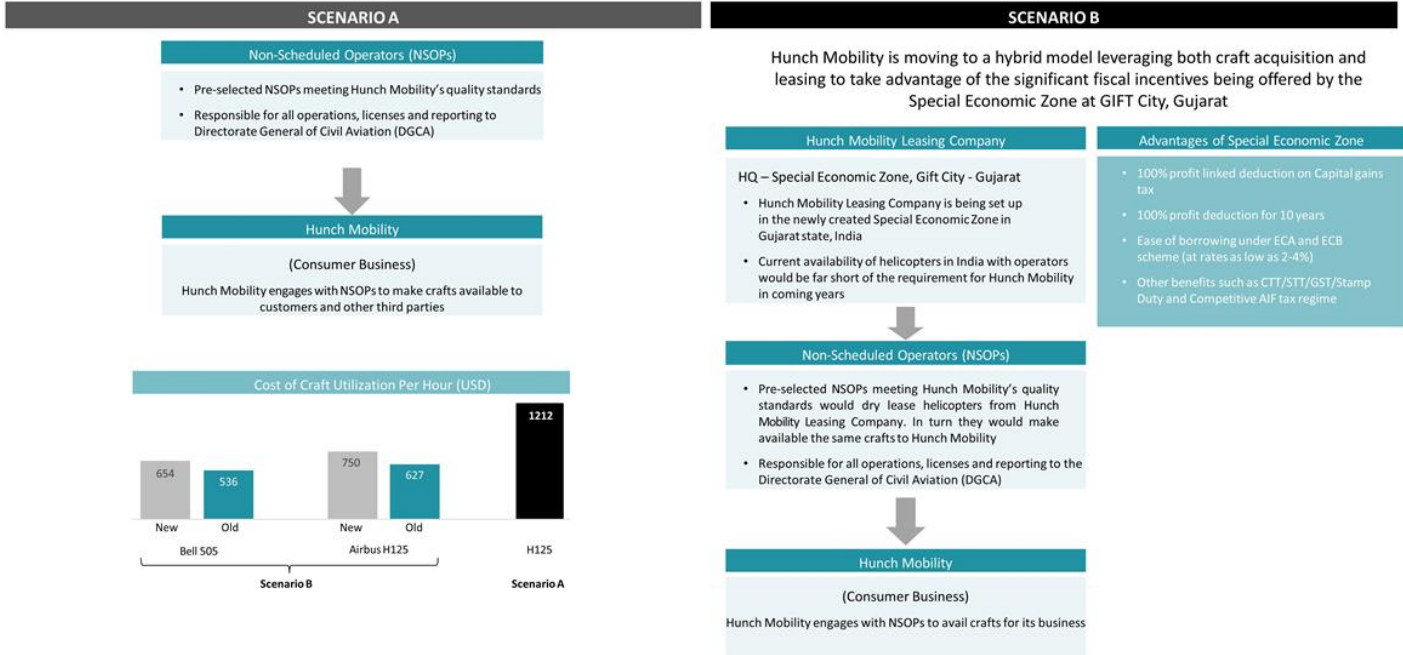 SCENARIO A
Non-Scheduled Operators (NSOPs)
• Pre-selected NSOPs meeting Hunch Mobility's quality standards
• Responsible for all operations, licenses and reporting to
Directorate General of Civil Aviation (DGCA)
Hunch Mobility
(Consumer Business)
Hunch Mobility engages with NSOPs to make crafts available to
customers and other third parties
Cost of Craft Utilization Per Hour (USD)
654
536
750
627
1212
New
Old
New
Old
Bell 505
Airbus H125
H125
Scenario B
Scenario A
SCENARIO B
Hunch Mobility is moving to a hybrid model leveraging both craft acquisition and
leasing to take advantage of the significant fiscal incentives being offered by the
Special Economic Zone at GIFT City, Gujarat
Hunch Mobility Leasing Company
HQ – Special Economic Zone, Gift City - Gujarat
• Hunch Mobility Leasing Company is being set up
in the newly created Special Economic Zone in
Gujarat state, India
• Current availability of helicopters in India with operators
would be far short of the requirement for Hunch Mobility
in coming years
Advantages of Special Economic Zone
• 100% profit linked deduction on Capital gains
tax
• 100% profit deduction for 10 years
• Ease of borrowing under ECA and ECB
scheme (at rates as low as 2-4%)
• Other benefits such as CTT/STT/GST/Stamp
Duty and Competitive AIF tax regime
Non-Scheduled Operators (NSOPs)
• Pre-selected NSOPs meeting Hunch Mobility's quality
standards would dry lease helicopters from Hunch
Mobility Leasing Company. In turn they would make
available the same crafts to Hunch Mobility
• Responsible for all operations, licenses and reporting to the
Directorate General of Civil Aviation (DGCA)
Hunch Mobility
(Consumer Business)
Hunch Mobility engages with NSOPs to avail crafts for its business